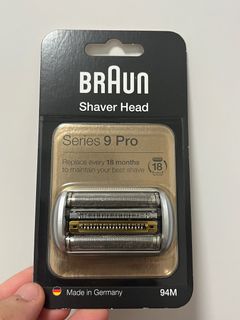 BRAUN
Shaver Head
Series 9 Pro
Replace every 18 months
to maintain your best shave
18
Made in Germany
94M